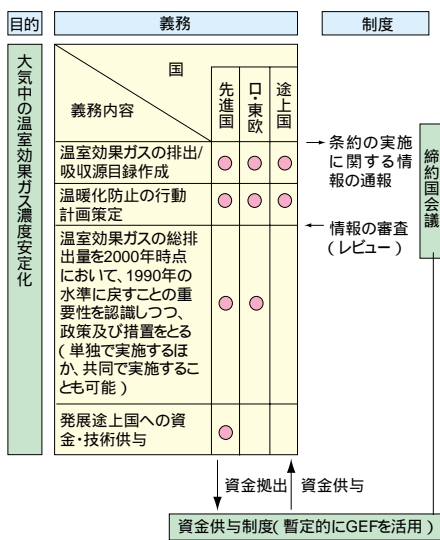 目的
義務
制度
大気中の温室効果ガス濃度安定化
国
義務内容
先進国
ロ・東欧
途上国
温室効果ガスの排出/
吸収源目録作成
温暖化防止の行動
計画策定
温室効果ガスの総排
出量を2000年時点
において、1990年の
水準に戻すことの重
要性を認識しつつ、
政策及び措置をとる
(単独で実施するほ
か、共同で実施するこ
とも可能)
発展途上国への資
金・技術供与
条約の実施
に関する情
報の通報
情報の審査
(レビュー)
締約国会議
資金拠出
資金供与
資金供与制度(暫定的にGEFを活用)